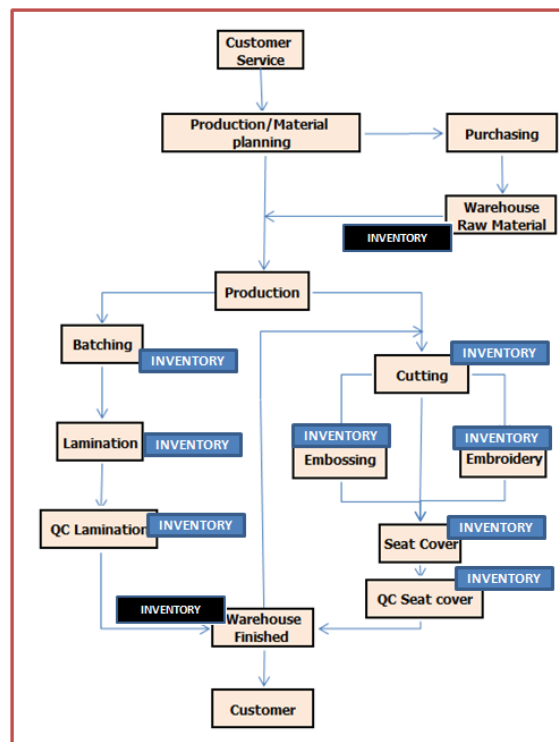 Customer
Service
Production/Material
planning
Purchasing
Warehouse
Raw Material
INVENTORY
Production
Batching
INVENTORY
INVENTORY
Cutting
Lamination
INVENTORY
INVENTORY
Embossing
INVENTORY
Embroidery
QC Lamination
INVENTORY
INVENTORY
Seat Cover
INVENTORY
QC Seat cover
INVENTORY
Warehouse
Finished
Customer